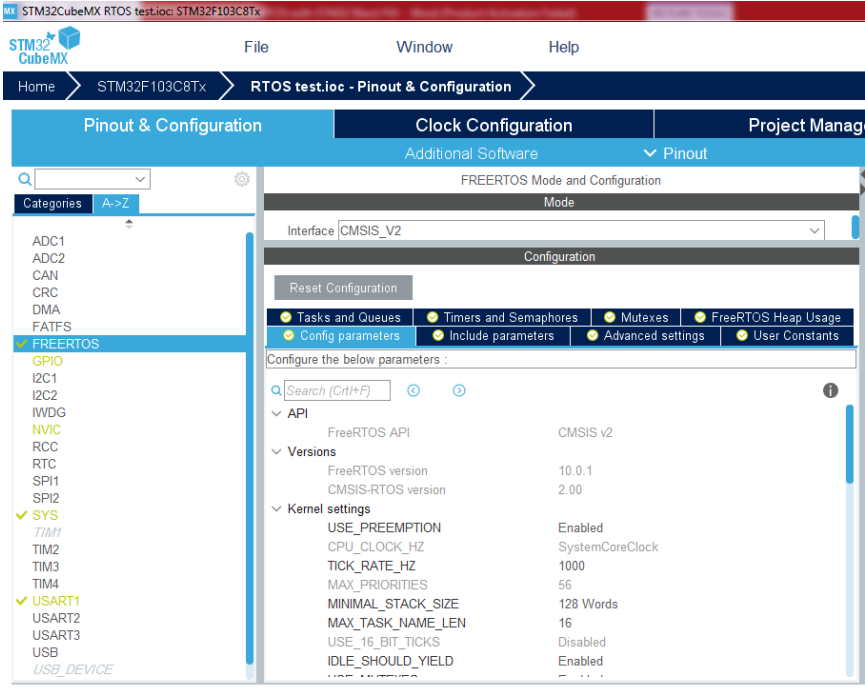 MX STM32CubeMX RTOS test.ioc: STM32F103C8Tx
STM32
CubeMX
File Window Help
Home STM32F103C8Tx RTOS test.ioc - Pinout & Configuration
Pinout & Configuration Clock Configuration Project Manag
Additional Software Pinout
FREERTOS Mode and Configuration
Categories A->Z
Mode
Interface CMSIS_V2
Configuration
Reset Configuration
Tasks and Queues Timers and Semaphores Mutexes FreeRTOS Heap Usage
Config parameters Include parameters Advanced settings User Constants
Configure the below parameters :
Search (Crtl+F)
API
FreeRTOS API CMSIS v2
Versions
FreeRTOS version 10.0.1
CMSIS-RTOS version 2.00
Kernel settings
USE_PREEMPTION Enabled
CPU_CLOCK_HZ SystemCoreClock
TICK_RATE_HZ 1000
MAX_PRIORITIES 56
MINIMAL_STACK_SIZE 128 Words
MAX_TASK_NAME_LEN 16
USE_16_BIT_TICKS Disabled
IDLE_SHOULD_YIELD Enabled
ADC1
ADC2
CAN
CRC
DMA
FATFS
FREERTOS
GPIO
I2C1
I2C2
IWDG
NVIC
RCC
RTC
SPI1
SPI2
SYS
TIM1
TIM2
TIM3
TIM4
USART1
USART2
USART3
USB
USB_DEVICE